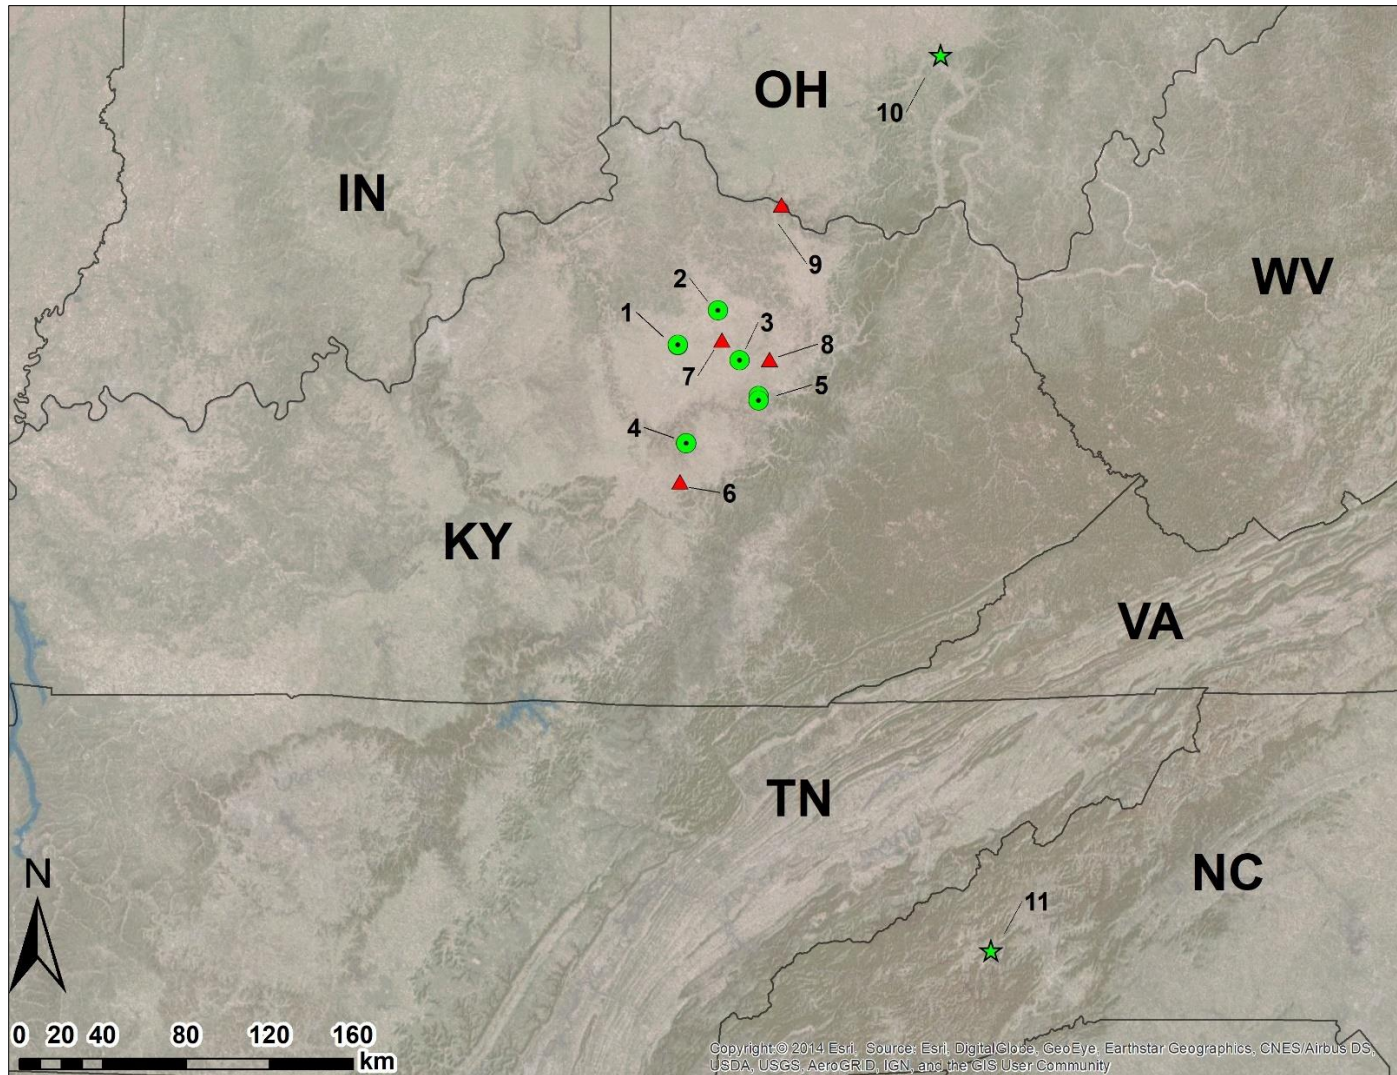 OH
10
IN
9
WV
2
1
3
8
7
5
4
6
KY
VA
TN
NC
N
11
0 20 40 80 120 160
km
Copyright:© 2014 Esri, Source: Esri, DigitalGlobe, GeoEye, Earthstar Geographics, CNES/Airbus DS,
USDA, USGS, AeroGRID, IGN, and the GIS User Community